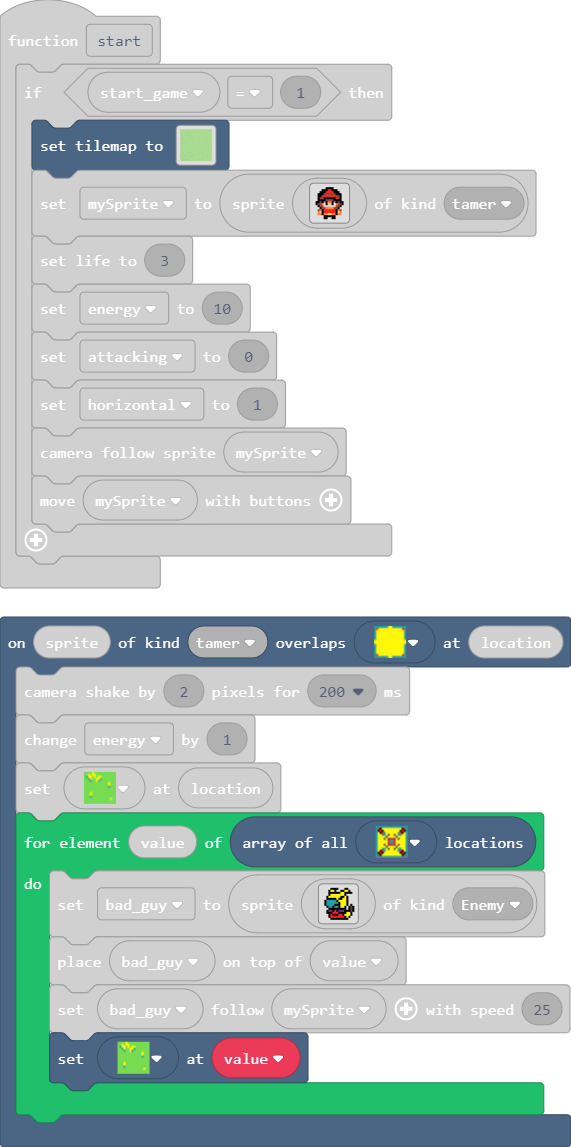 function start
if start_game = 1 then
set tilemap to
set mySprite to sprite of kind tamer
set life to 3
set energy to 10
set attacking to 0
set horizontal to 1
camera follow sprite mySprite
move mySprite with buttons
on sprite of kind tamer overlaps at location
camera shake by 2 pixels for 200 ms
change energy by 1
set at location
for element value of array of all locations
do
set bad_guy to sprite of kind Enemy
place bad_guy on top of value
set bad_guy follow mySprite with speed 25
set at value